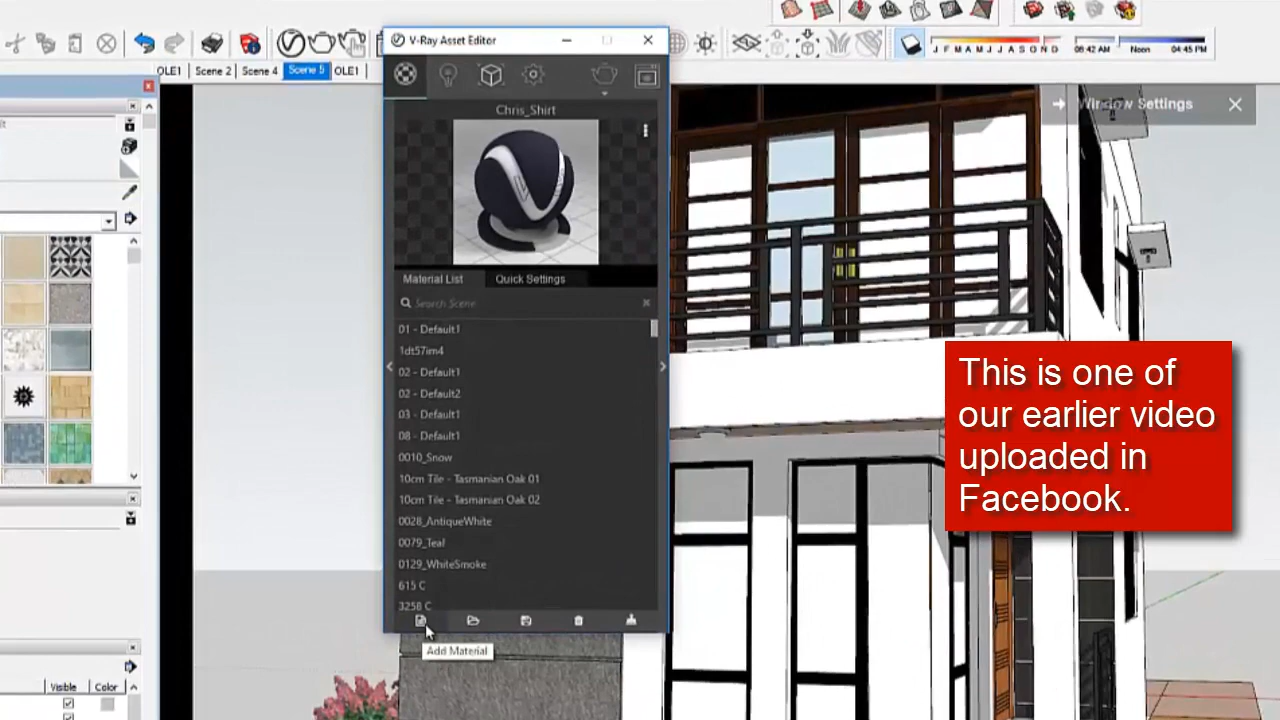 V-Ray Asset Editor
OLE1 Scene 2 Scene 4 Scene 5 OLE1
J F M A M J J A S O N D 06:42 AM Noon 04:45 PM
Window Settings
Chris_Shirt
Material List Quick Settings
Search Scene
01 - Default1
1dt57im4
02 - Default1
02 - Default2
03 - Default1
08 - Default1
0010_Snow
10cm Tile - Tasmanian Oak 01
10cm Tile - Tasmanian Oak 02
0028_AntiqueWhite
0079_Teal
0129_WhiteSmoke
615 C
3258 C
Add Material
This is one of
our earlier video
uploaded in
Facebook.
Visible Color